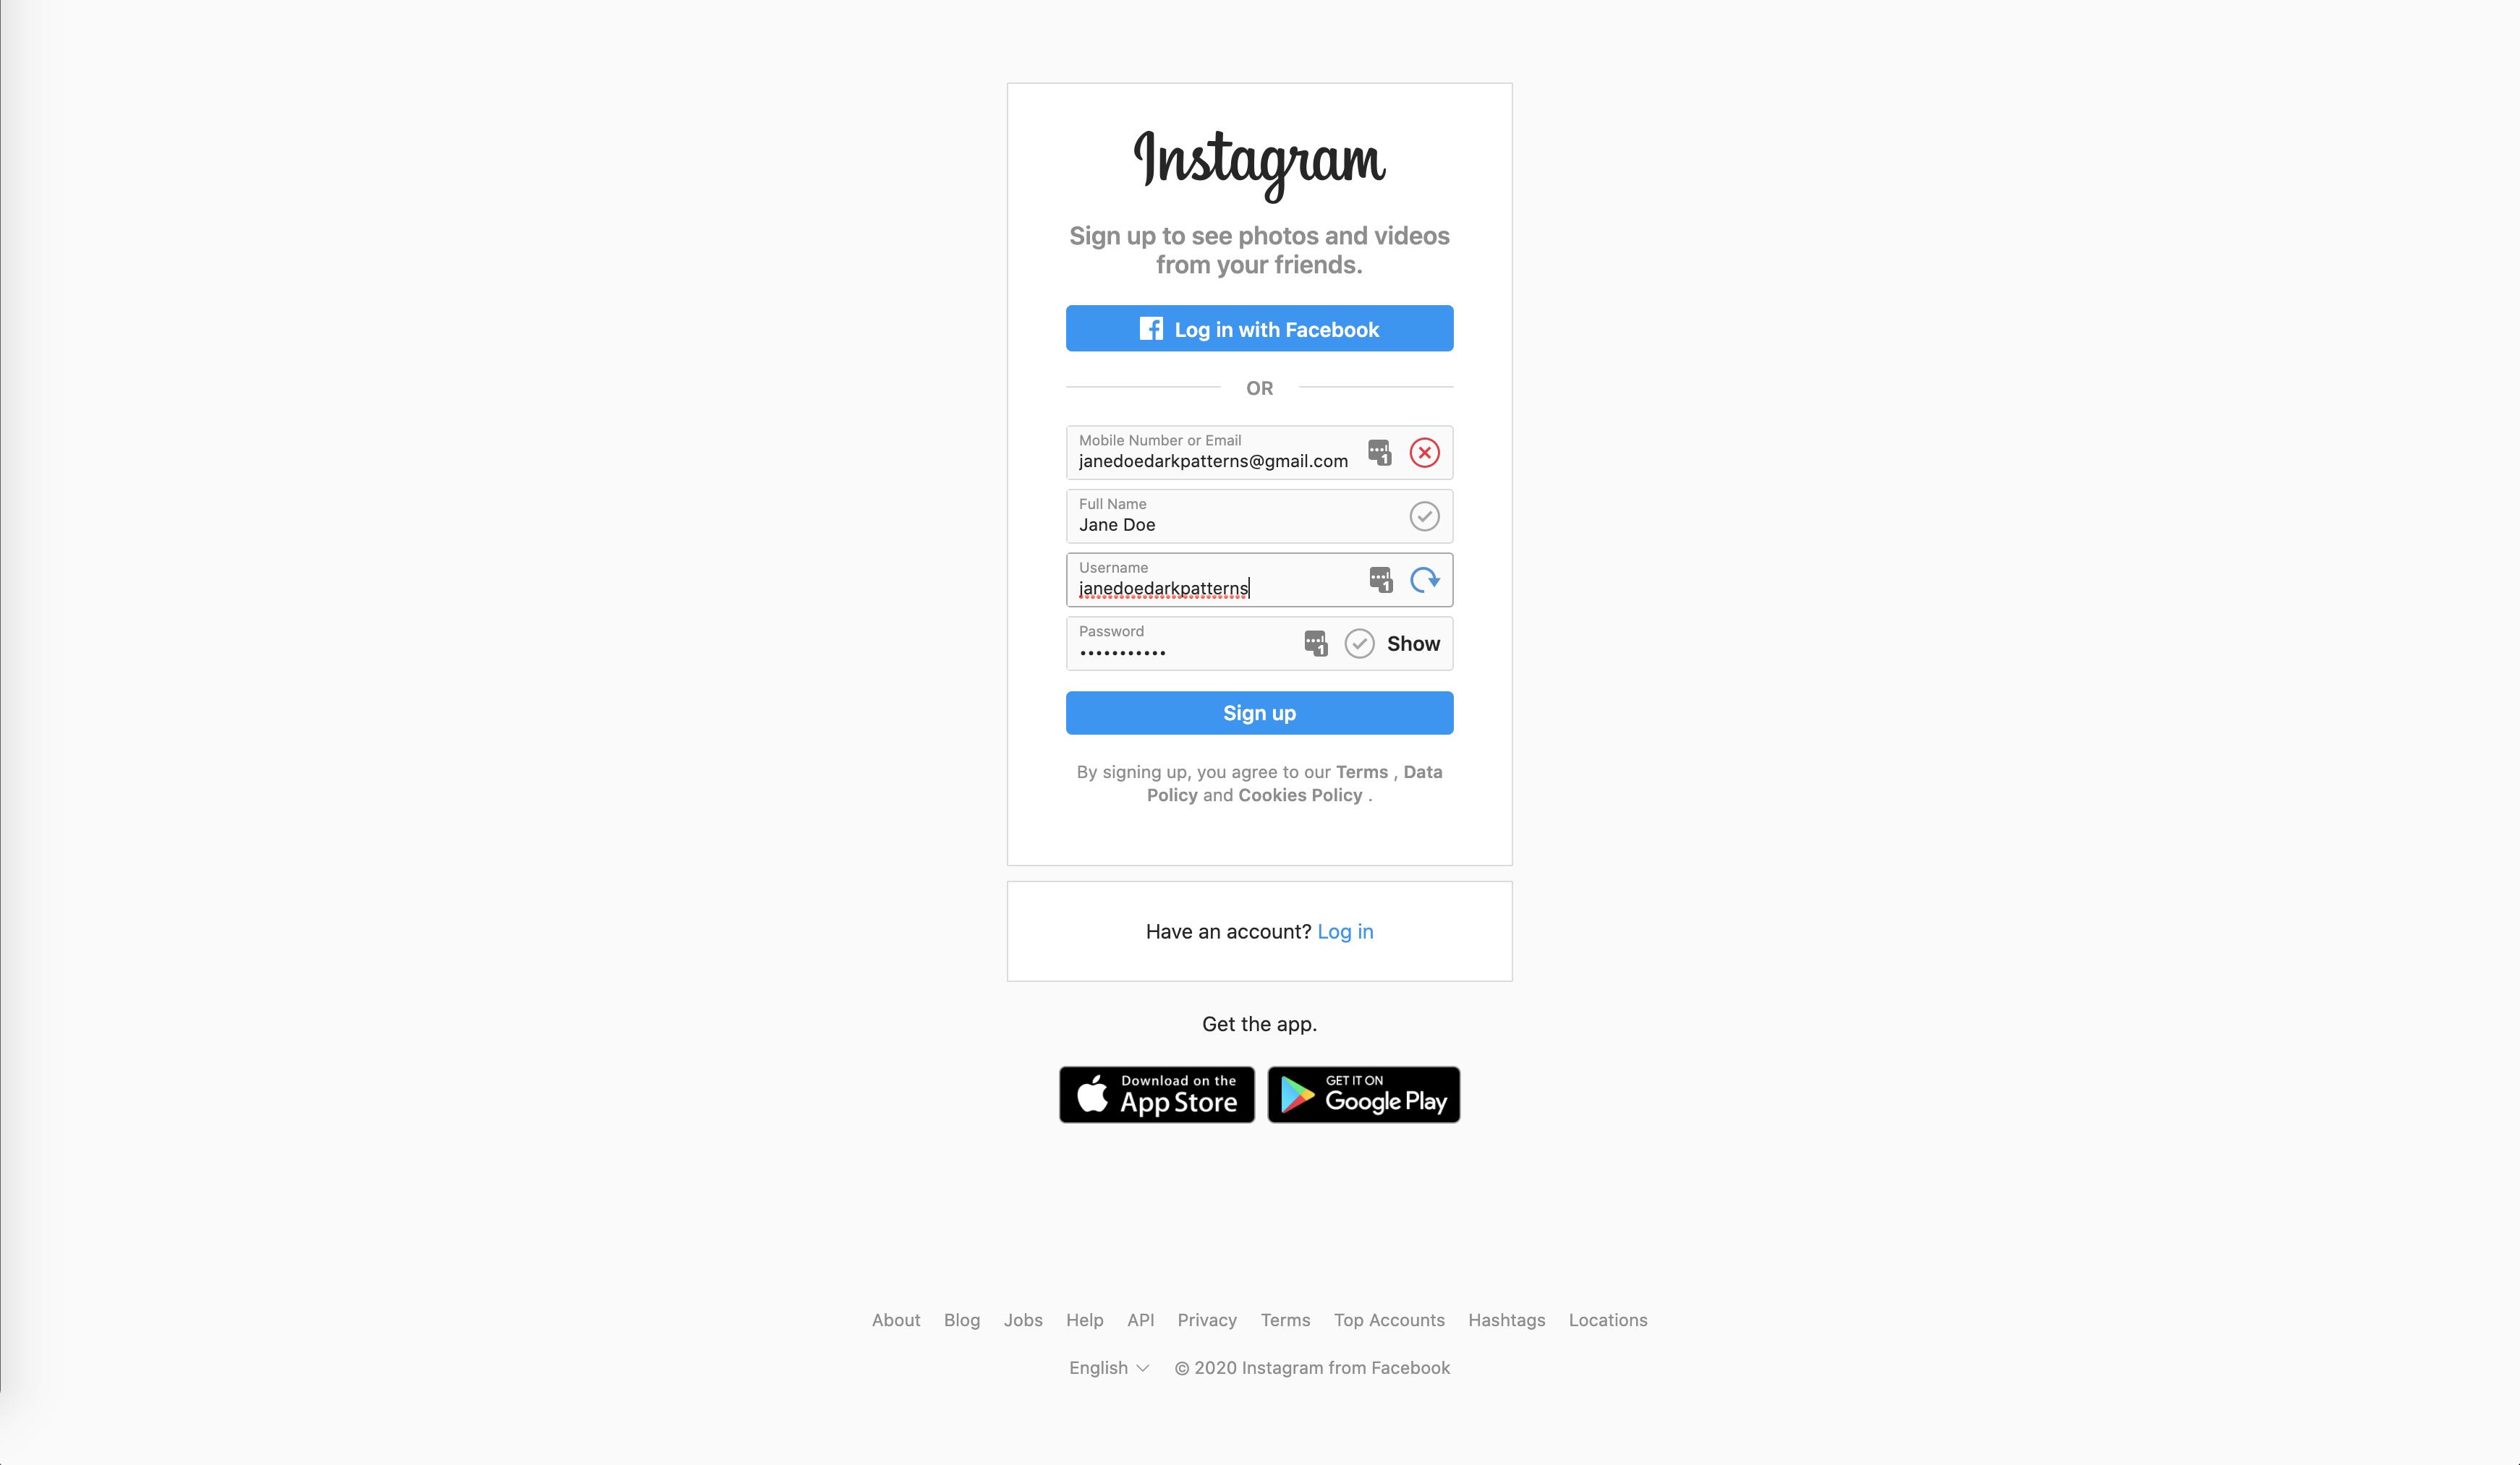 Instagram
Sign up to see photos and videos
from your friends.
Log in with Facebook
OR
Mobile Number or Email
janedoedarkpatterns@gmail.com
1
Full Name
Jane Doe
Username
janedoedarkpatterns
1
Password
•••••••••••
1
Show
Sign up
By signing up, you agree to our Terms , Data
Policy and Cookies Policy .
Have an account? Log in
Get the app.
Download on the
App Store
GET IT ON
Google Play
About Blog Jobs Help API Privacy Terms Top Accounts Hashtags Locations
English © 2020 Instagram from Facebook